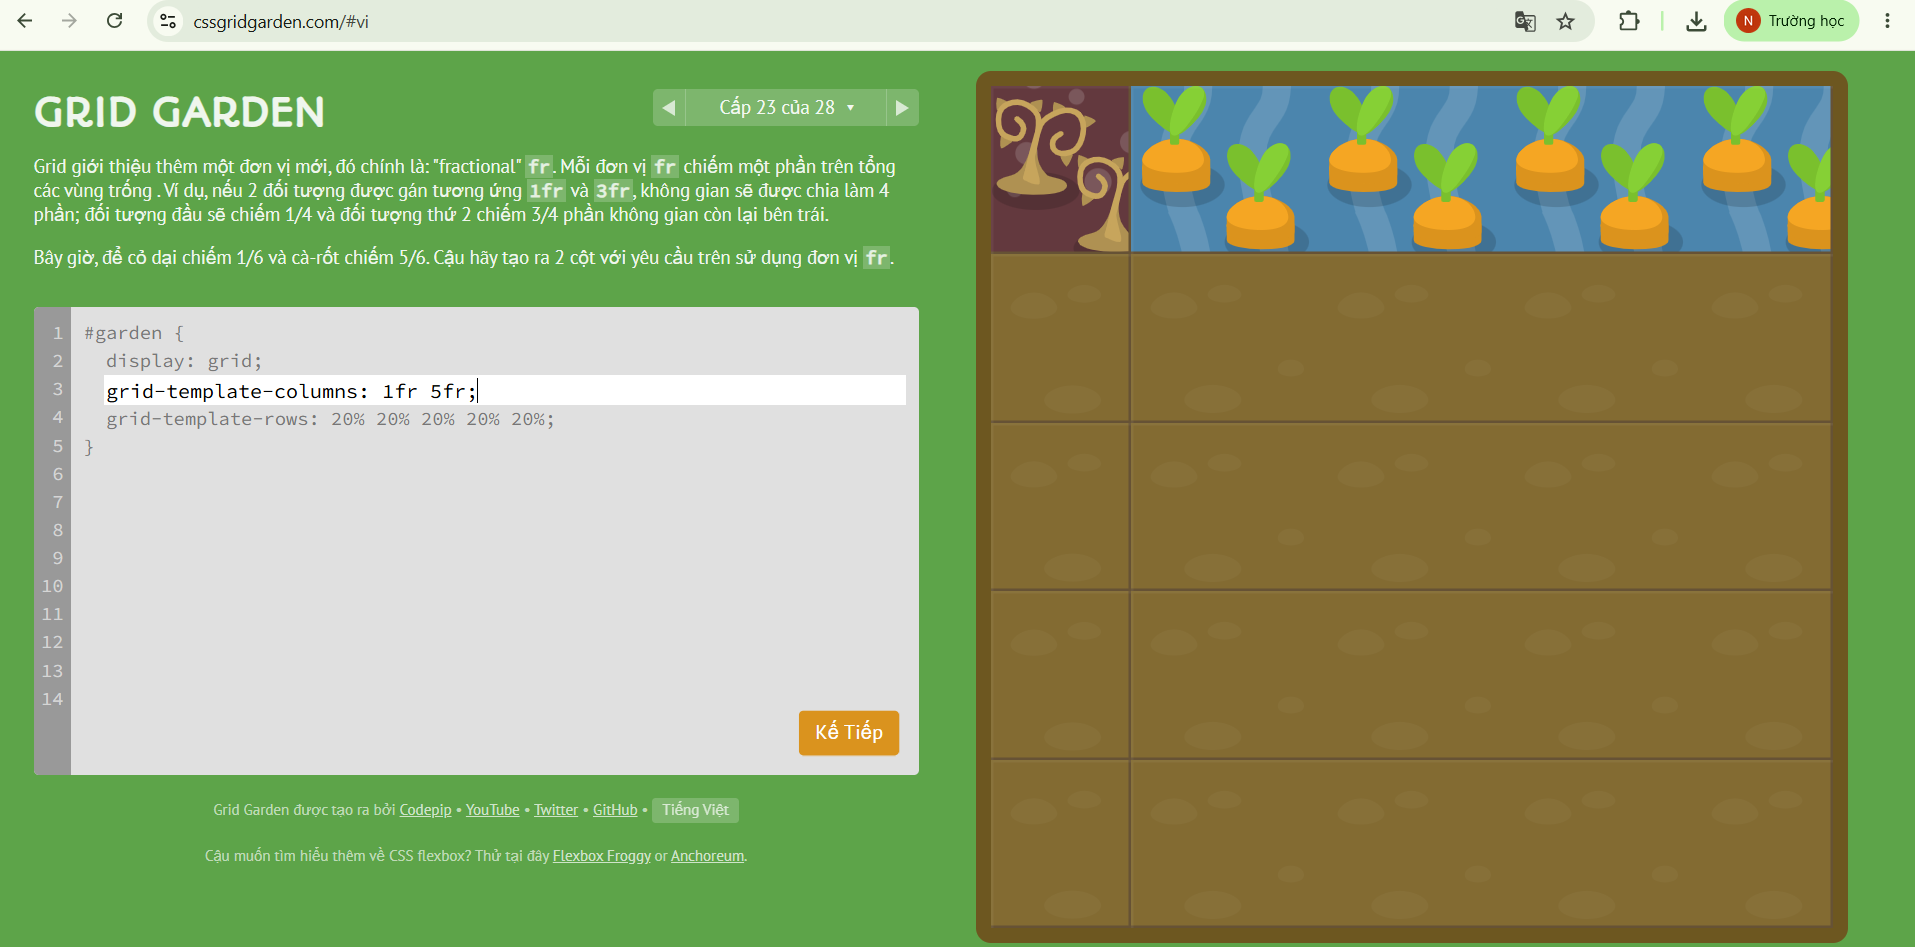 cssgridgarden.com/#vi
N Trường học
GRID GARDEN
Cấp 23 của 28
Grid giới thiệu thêm một đơn vị mới, đó chính là: "fractional" fr. Mỗi đơn vị fr chiếm một phần trên tổng
các vùng trống . Ví dụ, nếu 2 đối tượng được gán tương ứng 1fr và 3fr, không gian sẽ được chia làm 4
phần; đối tượng đầu sẽ chiếm 1/4 và đối tượng thứ 2 chiếm 3/4 phần không gian còn lại bên trái.
Bây giờ, để cỏ dại chiếm 1/6 và cà-rốt chiếm 5/6. Cậu hãy tạo ra 2 cột với yêu cầu trên sử dụng đơn vị fr.
1 #garden {
2 display: grid;
3 grid-template-columns: 1fr 5fr;
4 grid-template-rows: 20% 20% 20% 20% 20%;
5 }
6
7
8
9
10
11
12
13
14
Kế Tiếp
Grid Garden được tạo ra bởi Codepip • YouTube • Twitter • GitHub • Tiếng Việt
Cậu muốn tìm hiểu thêm về CSS flexbox? Thử tại đây Flexbox Froggy or Anchoreum.